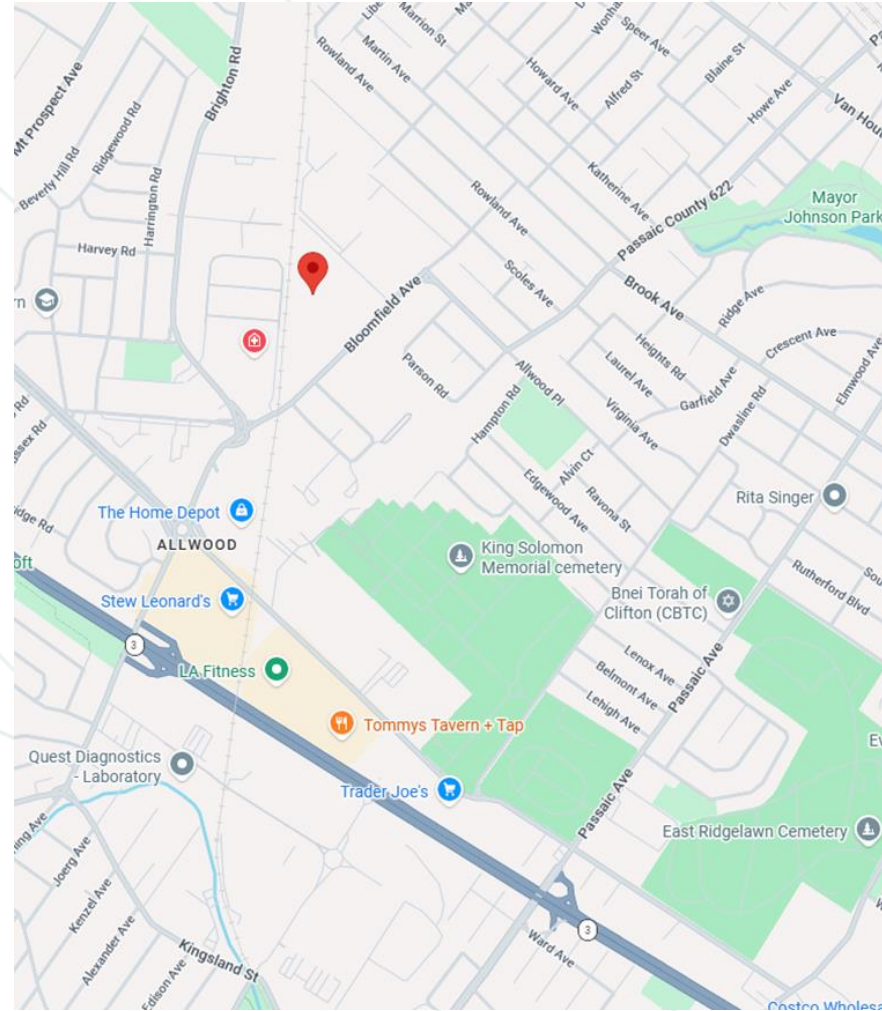 Brighton Rd
Mt Prospect Ave
Ridgewood Rd
Beverly Hill Rd
Harrington Rd
Harvey Rd
Marrion St
Martin Ave
Rowland Ave
Howard Ave
Alfred St
Speer Ave
Blaine St
Howe Ave
Katherine Ave
Rowland Ave
Passaic County 622
Mayor
Johnson Park
Scoles Ave
Brook Ave
Ridge Ave
Bloomfield Ave
Parson Rd
Allwood Pl
Heights Rd
Laurel Ave
Crescent Ave
Garfield Ave
Elmwood Ave
Virginia Ave
Dwasline Rd
Hampton Rd
Alvin Ct
Edgewood Ave
Ravona St
Rita Singer
The Home Depot
ALLWOOD
King Solomon
Memorial cemetery
Bnei Torah of
Clifton (CBTC)
Rutherford Blvd
Stew Leonard's
3
LA Fitness
Lenox Ave
Belmont Ave
Lehigh Ave
Passaic Ave
Tommys Tavern + Tap
Quest Diagnostics
- Laboratory
Trader Joe's
Passaic Ave
East Ridgelawn Cemetery
Joerg Ave
Kenzel Ave
Alexander Ave
Edison Ave
Kingsland St
3
Ward Ave